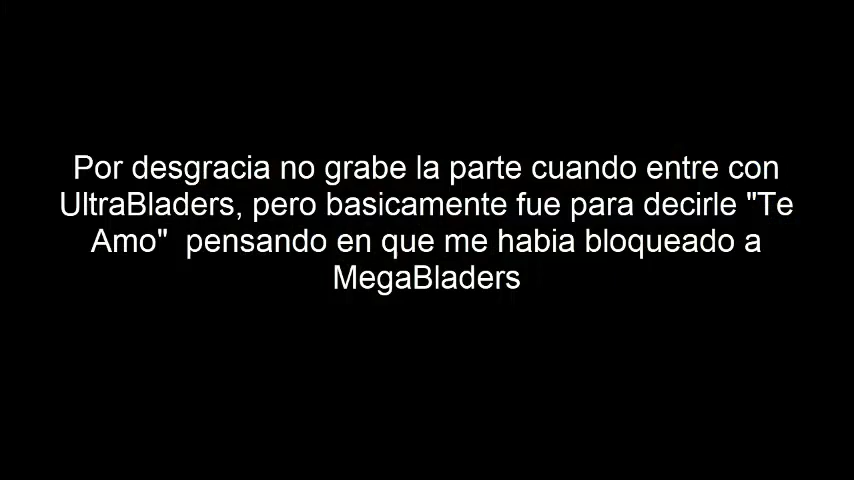 Por desgracia no grabe la parte cuando entre con
UltraBladers, pero basicamente fue para decirle "Te
Amo"  pensando en que me habia bloqueado a
MegaBladers